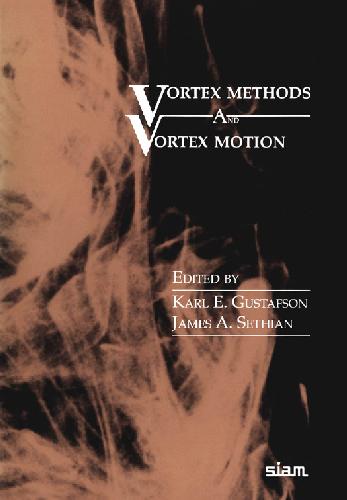 VORTEX METHODS
AND
VORTEX MOTION
EDITED BY
KARL E. GUSTAFSON
JAMES A. SETHIAN
siam